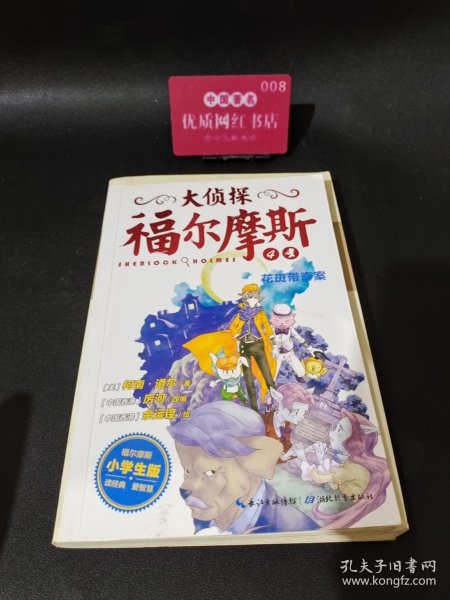 008
中国著名
优质网红书店
大侦探
福尔摩斯
SHERLOCK HOLMES
4
花斑带奇案
[英] 柯南·道尔 / 著
[中国香港] 厉河 / 改编
[中国香港] 余远锽 / 绘
福尔摩斯
小学生版
读经典 爱智慧
长江出版传媒 湖北教育出版社
孔夫子旧书网
www.kongfz.com